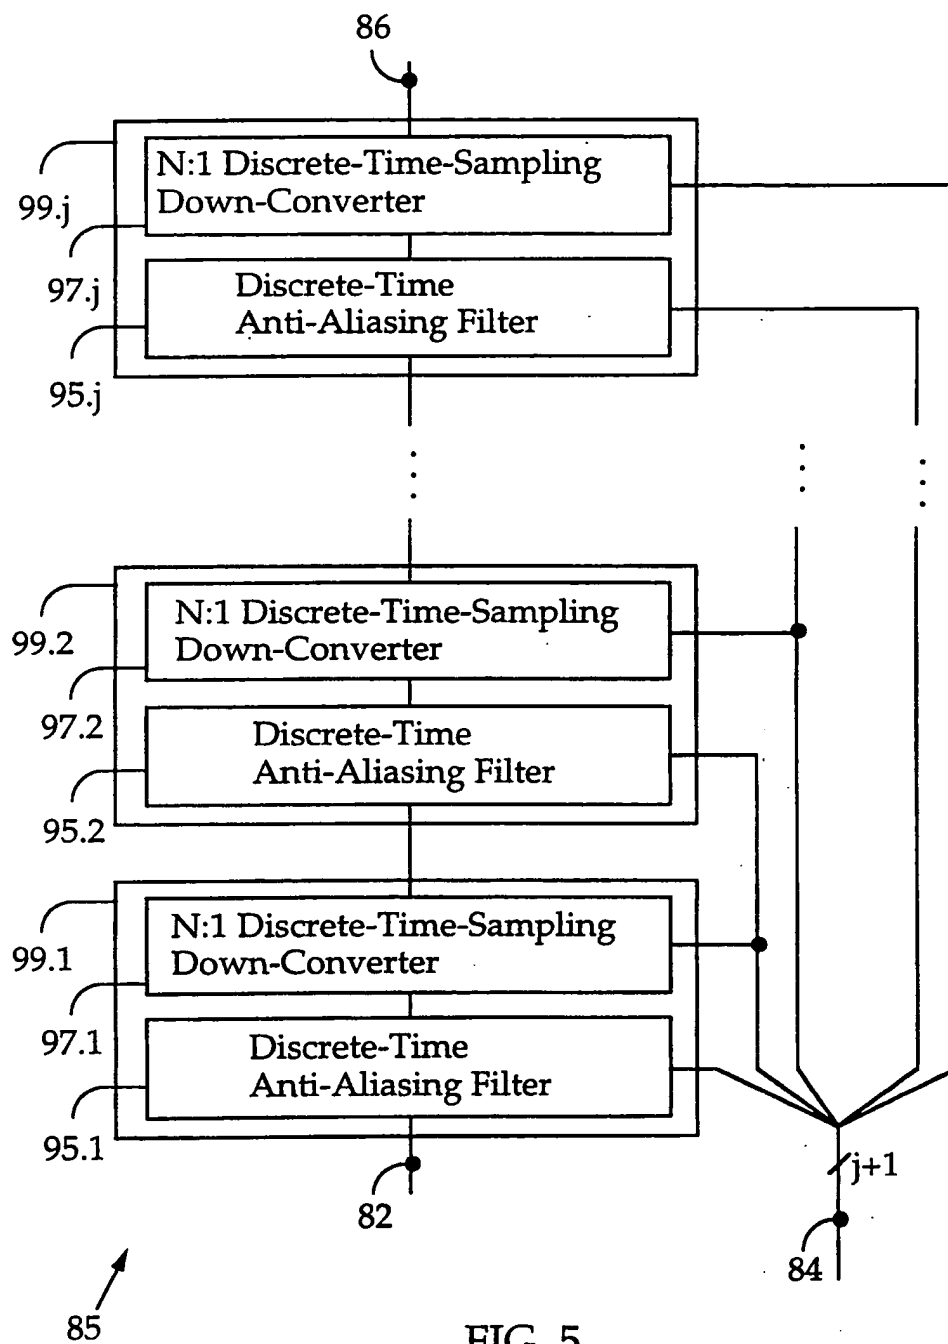 86
N:1 Discrete-Time-Sampling
Down-Converter
99.j
97.j
Discrete-Time
Anti-Aliasing Filter
95.j
N:1 Discrete-Time-Sampling
Down-Converter
99.2
97.2
Discrete-Time
Anti-Aliasing Filter
95.2
N:1 Discrete-Time-Sampling
Down-Converter
99.1
97.1
Discrete-Time
Anti-Aliasing Filter
95.1
j+1
82
84
85
FIG. 5